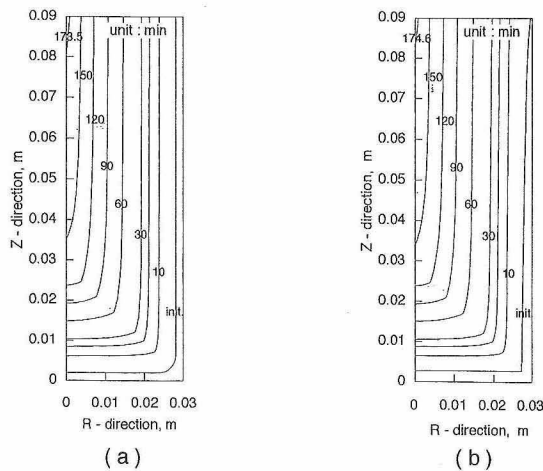 0.09
unit : min
173.5
0.08
150
0.07
120
0.06
90
0.05
60
0.04
30
0.03
10
0.02
init.
0.01
0
0 0.01 0.02 0.03
Z - direction, m
R - direction, m
(a)
0.09
unit : min
174.6
0.08
150
0.07
120
0.06
90
0.05
60
0.04
30
0.03
10
0.02
init
0.01
0
0 0.01 0.02 0.03
Z - direction, m
R - direction, m
(b)